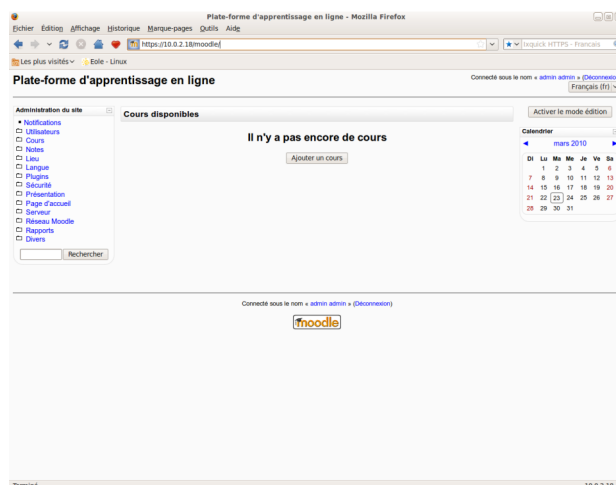 Plate-forme d'apprentissage en ligne - Mozilla Firefox
Fichier Édition Affichage Historique Marque-pages Outils Aide
https://10.0.2.18/moodle/ Ixquick HTTPS - Francais
Les plus visités Eole - Linux
Plate-forme d'apprentissage en ligne
Connecté sous le nom « admin admin » (Déconnexion
Français (fr)
Administration du site
Notifications
Utilisateurs
Cours
Notes
Lieu
Langue
Plugins
Sécurité
Présentation
Page d'accueil
Serveur
Réseau Moodle
Rapports
Divers
Rechercher
Cours disponibles
Il n'y a pas encore de cours
Ajouter un cours
Activer le mode édition
Calendrier
◄ mars 2010 ►
Di Lu Ma Me Je Ve Sa
1 2 3 4 5 6
7 8 9 10 11 12 13
14 15 16 17 18 19 20
21 22 23 24 25 26 27
28 29 30 31
Connecté sous le nom « admin admin » (Déconnexion)
moodle